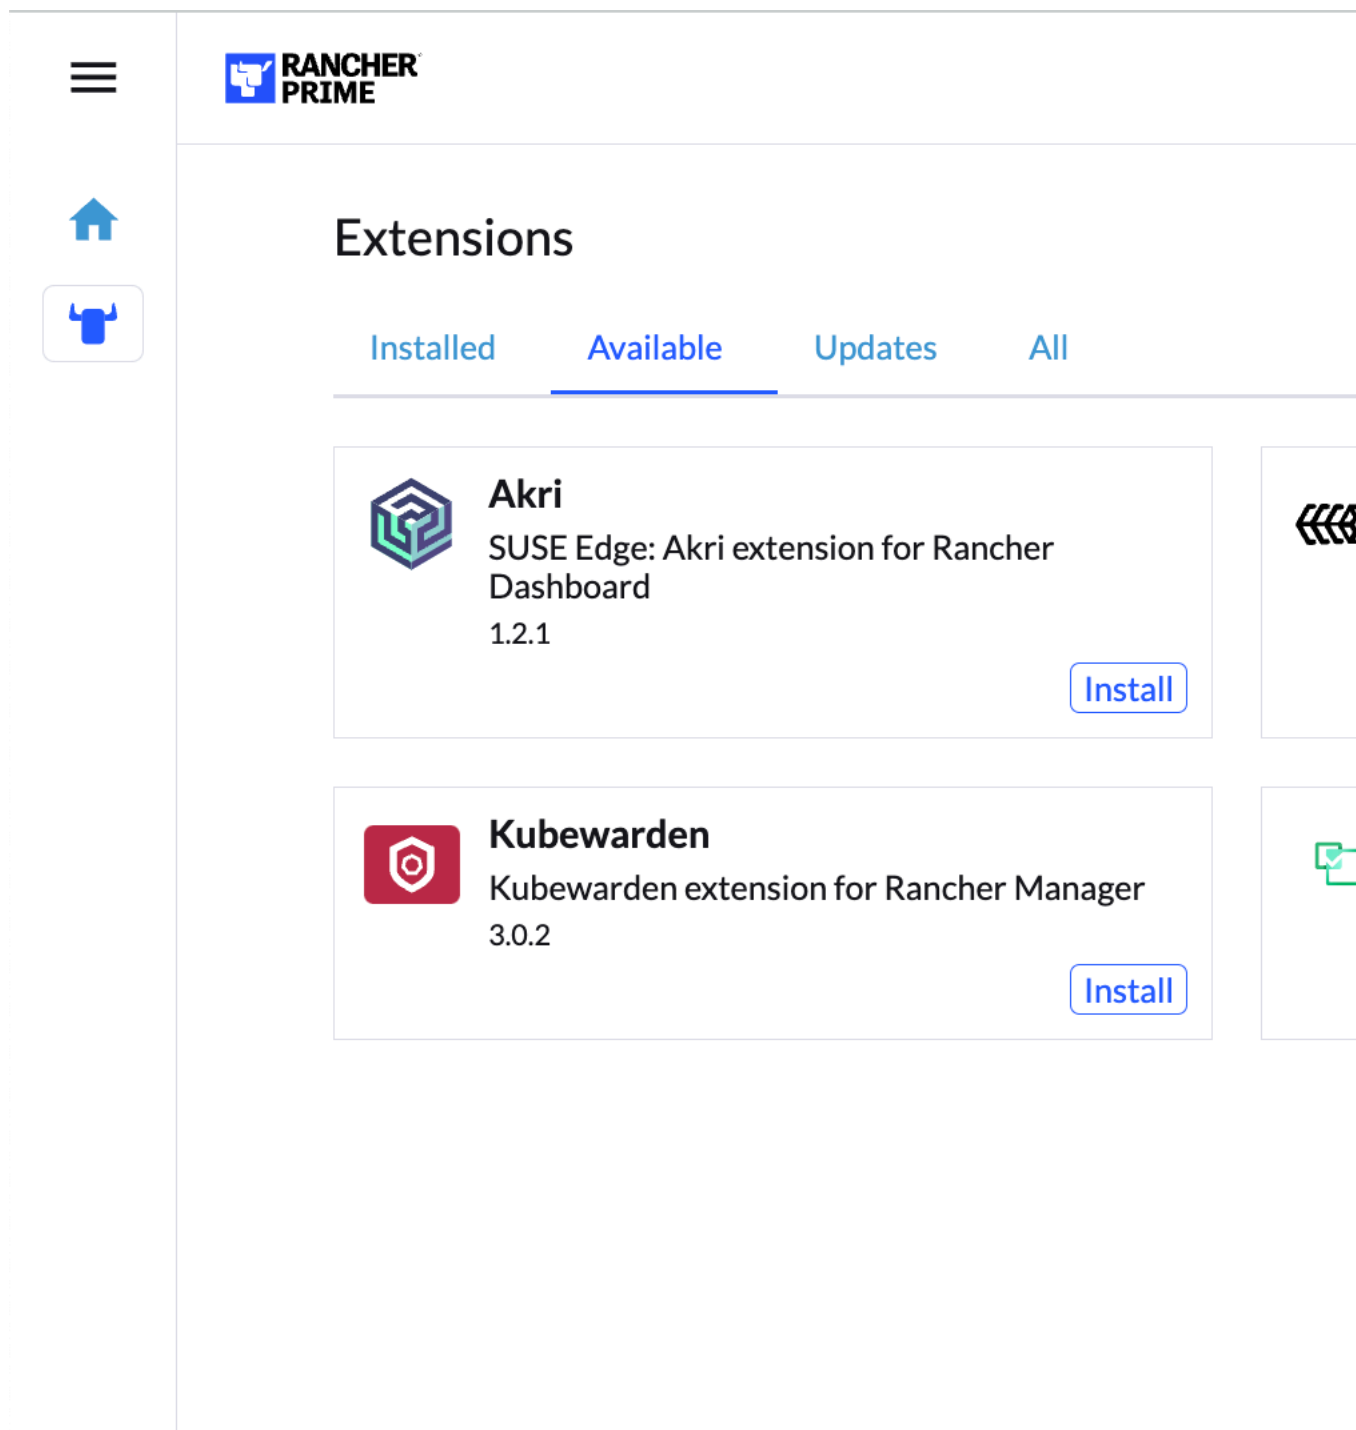 RANCHER
PRIME
Extensions
Installed Available Updates All
Akri
SUSE Edge: Akri extension for Rancher
Dashboard
1.2.1
Install
Kubewarden
Kubewarden extension for Rancher Manager
3.0.2
Install